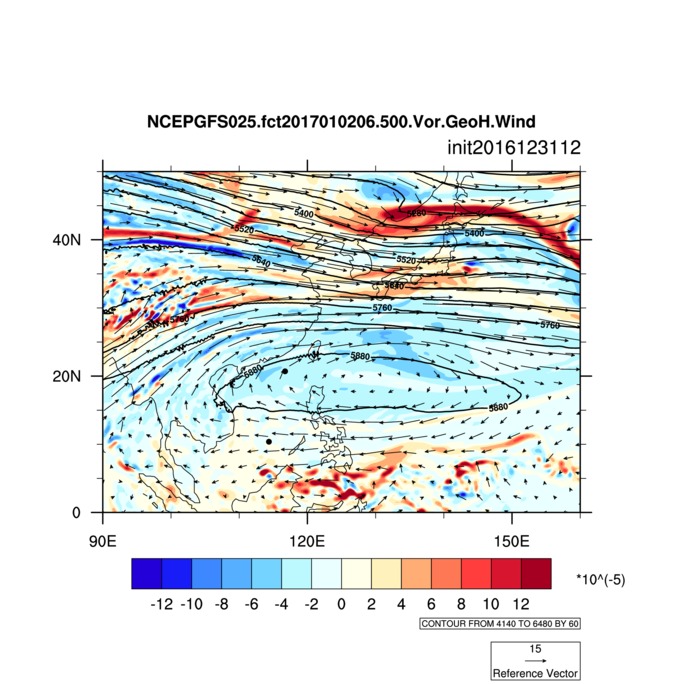 NCEPGFS025.fct2017010206.500.Vor.GeoH.Wind
init2016123112
5400
5280
5520
5400
40N
5640
5520
5640
5760
5760
5760
5880
5880
20N
5880
0
90E 120E 150E
-12 -10 -8 -6 -4 -2 0 2 4 6 8 10 12
*10^(-5)
CONTOUR FROM 4140 TO 6480 BY 60
15
Reference Vector